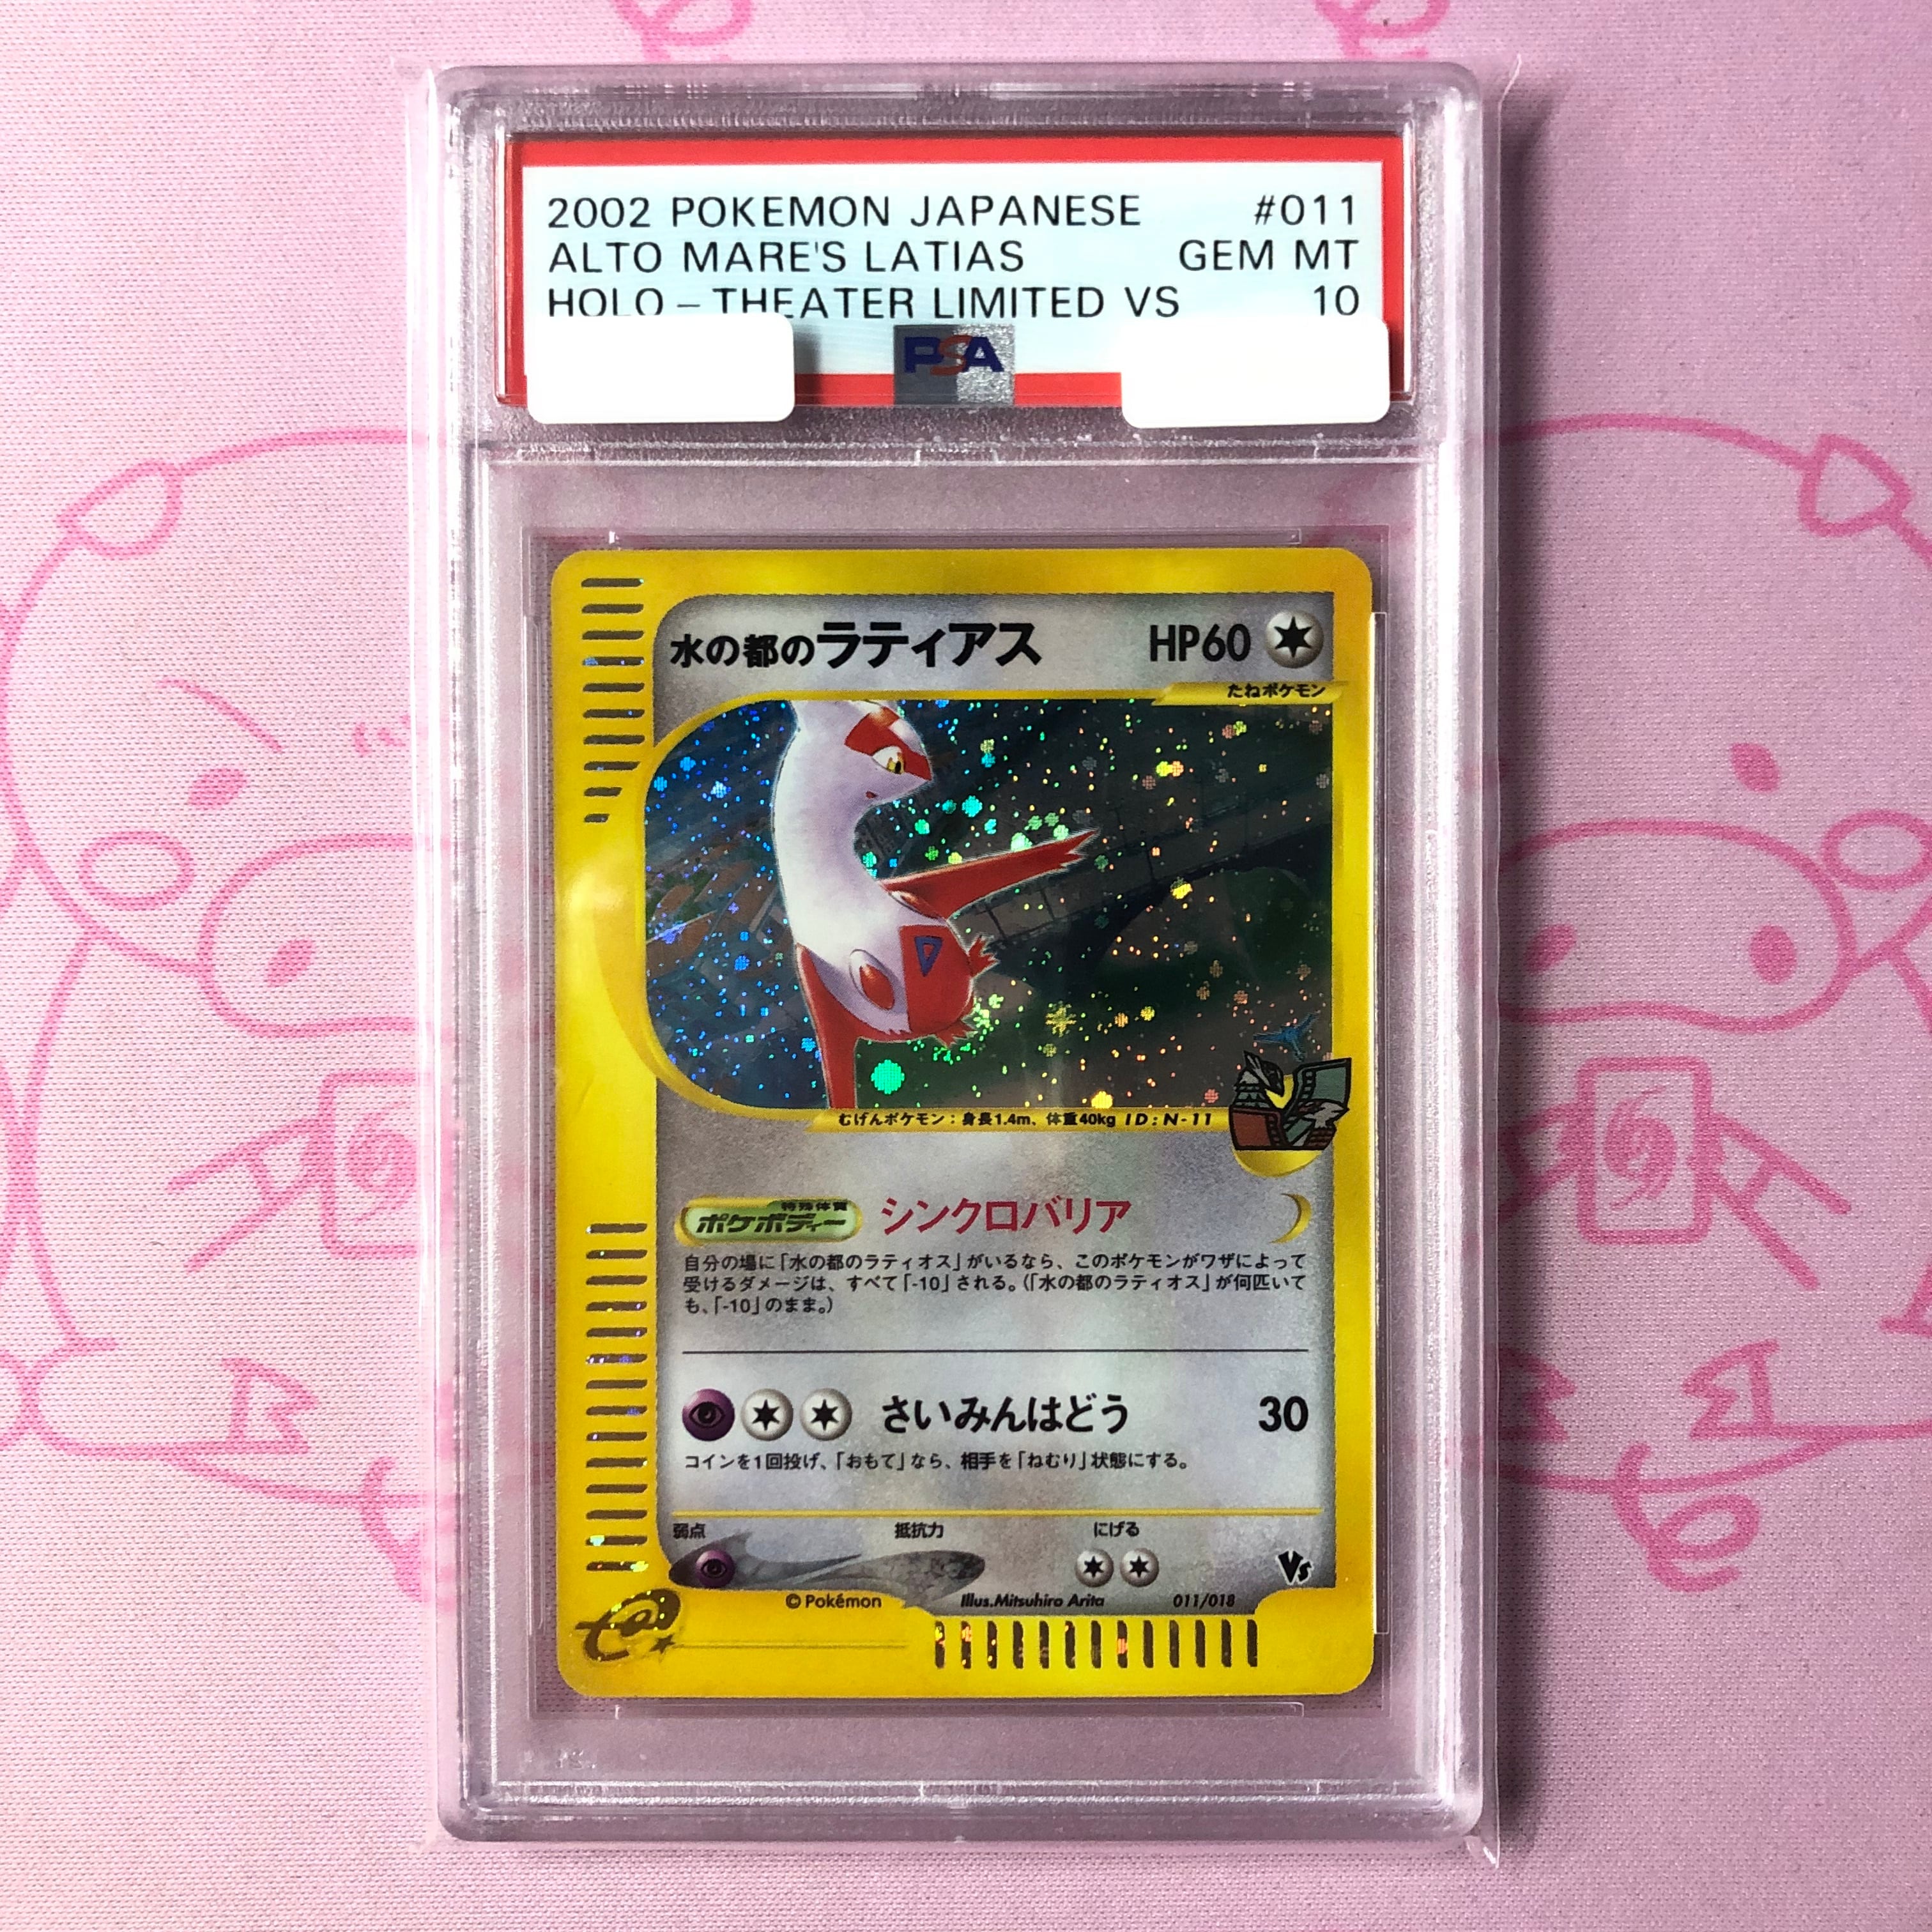 2002 POKEMON JAPANESE #011
ALTO MARE'S LATIAS GEM MT
HOLO – THEATER LIMITED VS 10
PSA
水の都のラティアス HP60
たねポケモン
むげんポケモン：身長1.4m、体重40kg ID:N-11
特殊体質
ポケボディー シンクロバリア
自分の場に「水の都のラティオス」がいるなら、このポケモンがワザによって
受けるダメージは、すべて「-10」される。（「水の都のラティオス」が何匹いて
も、「-10」のまま。）
さいみんはどう 30
コインを1回投げ、「おもて」なら、相手を「ねむり」状態にする。
弱点 抵抗力 にげる
Vs
© Pokémon Illus.Mitsuhiro Arita 011/018
e